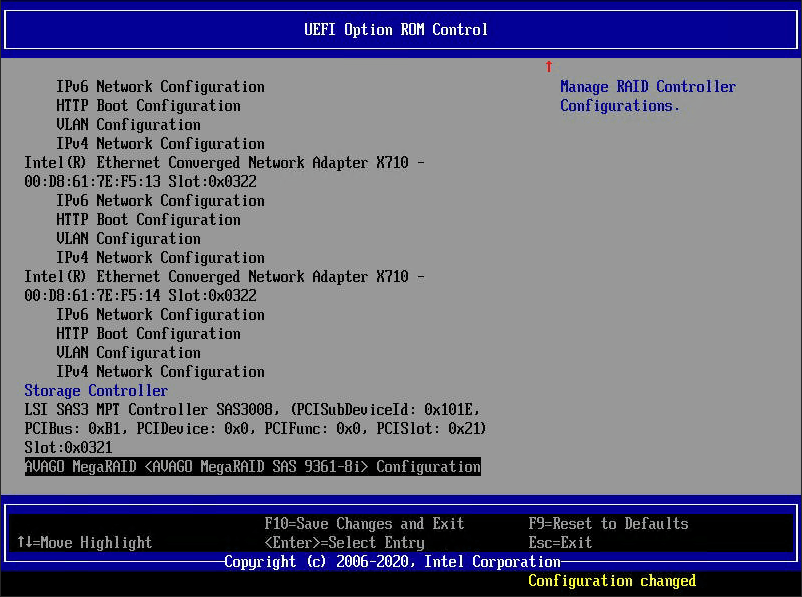 UEFI Option ROM Control
↑
IPv6 Network Configuration
Manage RAID Controller
HTTP Boot Configuration
Configurations.
VLAN Configuration
IPv4 Network Configuration
Intel(R) Ethernet Converged Network Adapter X710 -
00:D8:61:7E:F5:13 Slot:0x0322
IPv6 Network Configuration
HTTP Boot Configuration
VLAN Configuration
IPv4 Network Configuration
Intel(R) Ethernet Converged Network Adapter X710 -
00:D8:61:7E:F5:14 Slot:0x0322
IPv6 Network Configuration
HTTP Boot Configuration
VLAN Configuration
IPv4 Network Configuration
Storage Controller
LSI SAS3 MPT Controller SAS3008, (PCISubDeviceId: 0x101E,
PCIBus: 0xB1, PCIDevice: 0x0, PCIFunc: 0x0, PCISlot: 0x21)
Slot:0x0321
AVAGO MegaRAID <AVAGO MegaRAID SAS 9361-8i> Configuration
F10=Save Changes and Exit F9=Reset to Defaults
↑↓=Move Highlight <Enter>=Select Entry Esc=Exit
Copyright (c) 2006-2020, Intel Corporation
Configuration changed